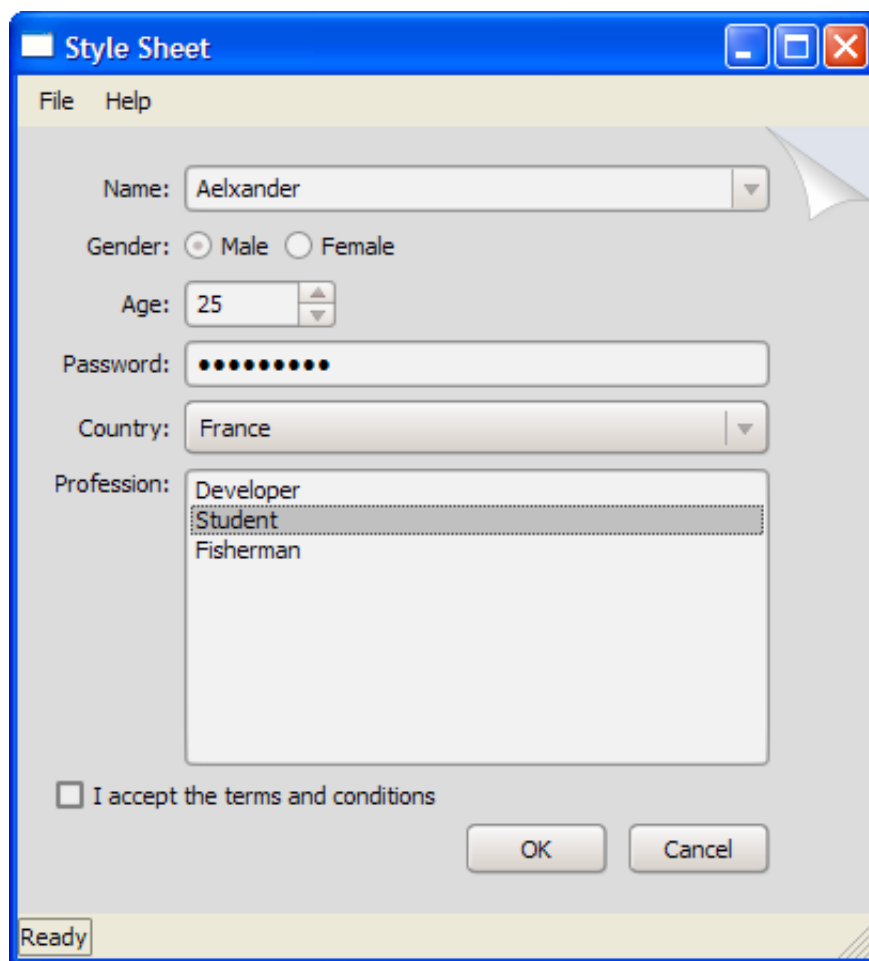 Style Sheet
File Help
Name: Aelxander
Gender: Male Female
Age: 25
Password: •••••••••
Country: France
Profession: Developer
Student
Fisherman
I accept the terms and conditions
OK Cancel
Ready